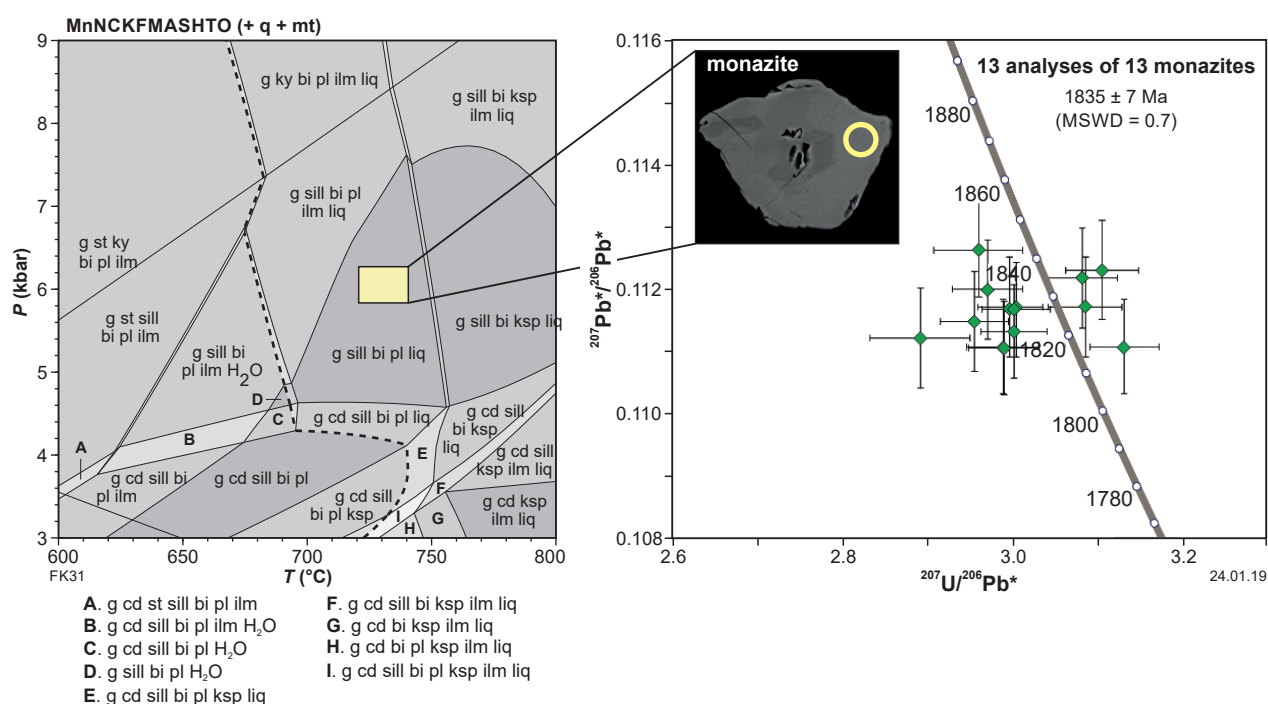 MnNCKFMASHTO (+ q + mt)
9
8
7
6
5
4
3
P (kbar)
600
650
700
750
800
T (°C)
FK31
g ky bi pl ilm liq
g sill bi ksp
ilm liq
g sill bi pl
ilm liq
g st ky
bi pl ilm
g st sill
bi pl ilm
g sill bi
pl ilm H₂O
g sill bi pl liq
g sill bi ksp liq
D
C
g cd sill bi pl liq
B
A
g cd sill bi
pl ilm
g cd sill bi pl
E
g cd sill
bi ksp
liq
g cd sill
ksp ilm liq
g cd sill
bi pl ksp
F
I
H
G
g cd ksp
ilm liq
A. g cd st sill bi pl ilm
B. g cd sill bi pl ilm H₂O
C. g cd sill bi pl H₂O
D. g sill bi pl H₂O
E. g cd sill bi pl ksp liq
F. g cd sill bi ksp ilm liq
G. g cd bi ksp ilm liq
H. g cd bi pl ksp ilm liq
I. g cd sill bi pl ksp ilm liq
0.116
0.114
0.112
0.110
0.108
²⁰⁷Pb*/²⁰⁶Pb*
monazite
13 analyses of 13 monazites
1835 ± 7 Ma
(MSWD = 0.7)
1880
1860
1840
1820
1800
1780
2.6
2.8
3.0
3.2
²⁰⁷U/²⁰⁶Pb*
24.01.19